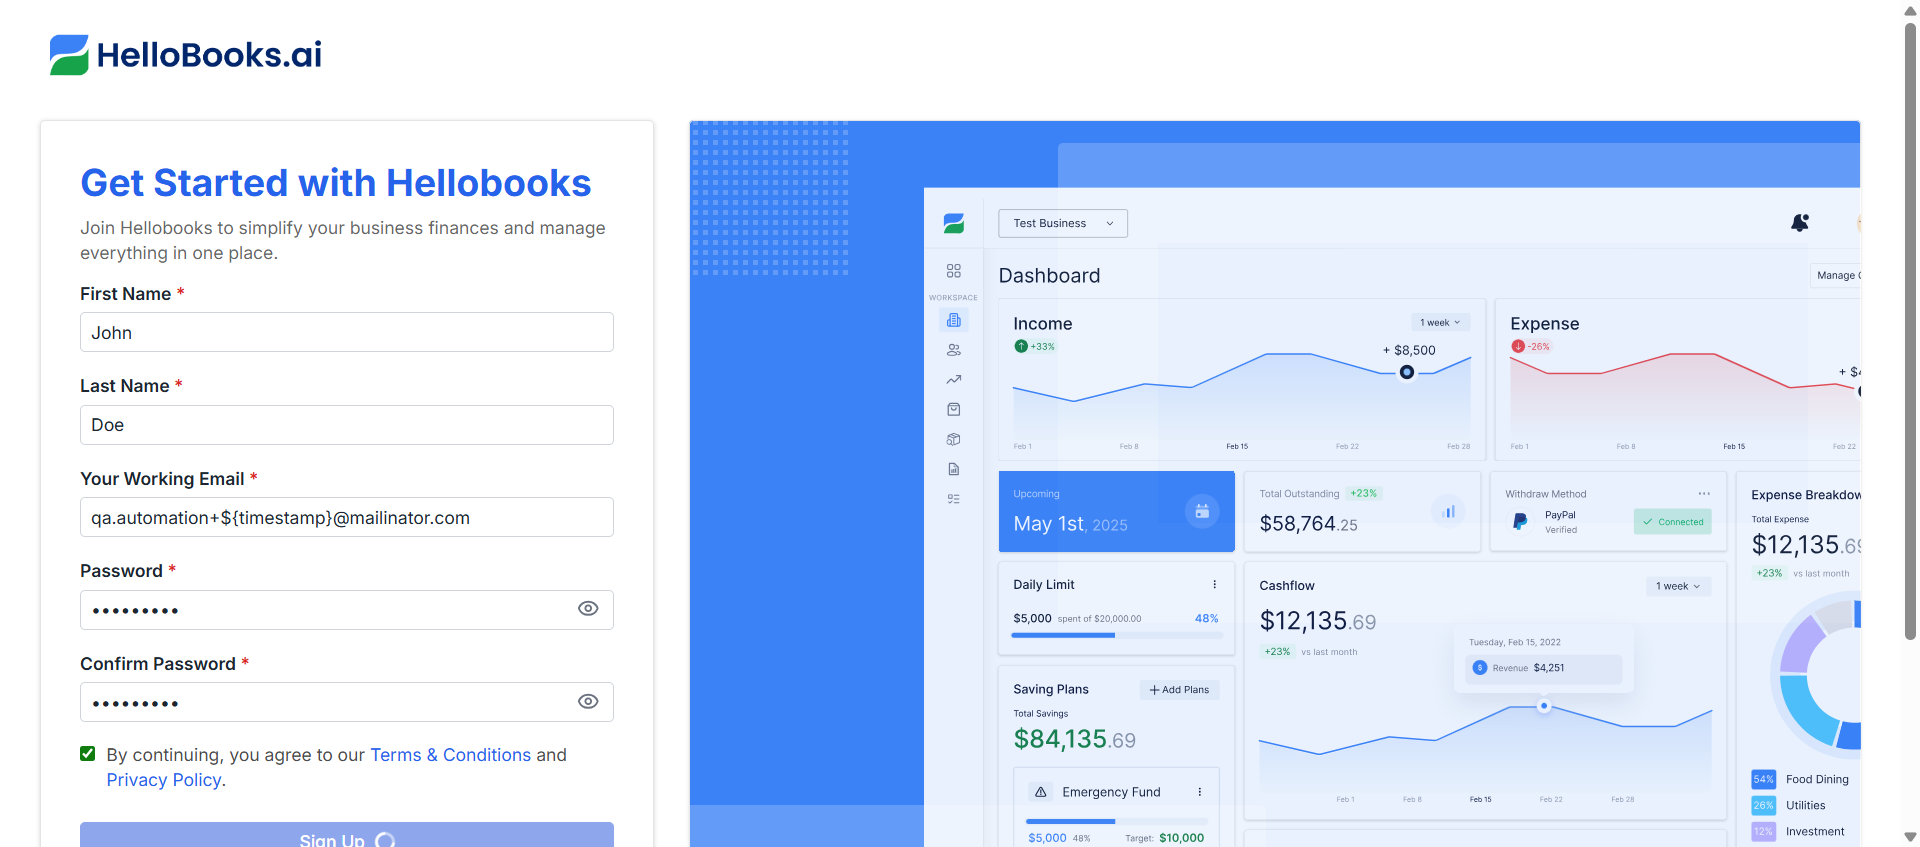 HelloBooks.ai
Get Started with Hellobooks
Join Hellobooks to simplify your business finances and manage
everything in one place.
First Name *
John
Last Name *
Doe
Your Working Email *
qa.automation+${timestamp}@mailinator.com
Password *
•••••••••
Confirm Password *
•••••••••
By continuing, you agree to our Terms & Conditions and
Privacy Policy.
Sign Up
Test Business
WORKSPACE
Dashboard
Manage
Income
1 week
+33%
+ $8,500
Feb 1 Feb 8 Feb 15 Feb 22 Feb 28
Expense
-26%
Feb 1 Feb 8 Feb 15 Feb 22
Upcoming
May 1st, 2025
Total Outstanding +23%
$58,764.25
Withdraw Method
PayPal
Verified
Connected
Expense Breakdow
Total Expense
$12,135.69
+23% vs last month
Daily Limit
$5,000 spent of $20,000.00 48%
Cashflow
1 week
$12,135.69
+23% vs last month
Tuesday, Feb 15, 2022
Revenue $4,251
Feb 1 Feb 8 Feb 15 Feb 22 Feb 28
Saving Plans
+ Add Plans
Total Savings
$84,135.69
Emergency Fund
$5,000 48% Target: $10,000
54% Food Dining
26% Utilities
12% Investment